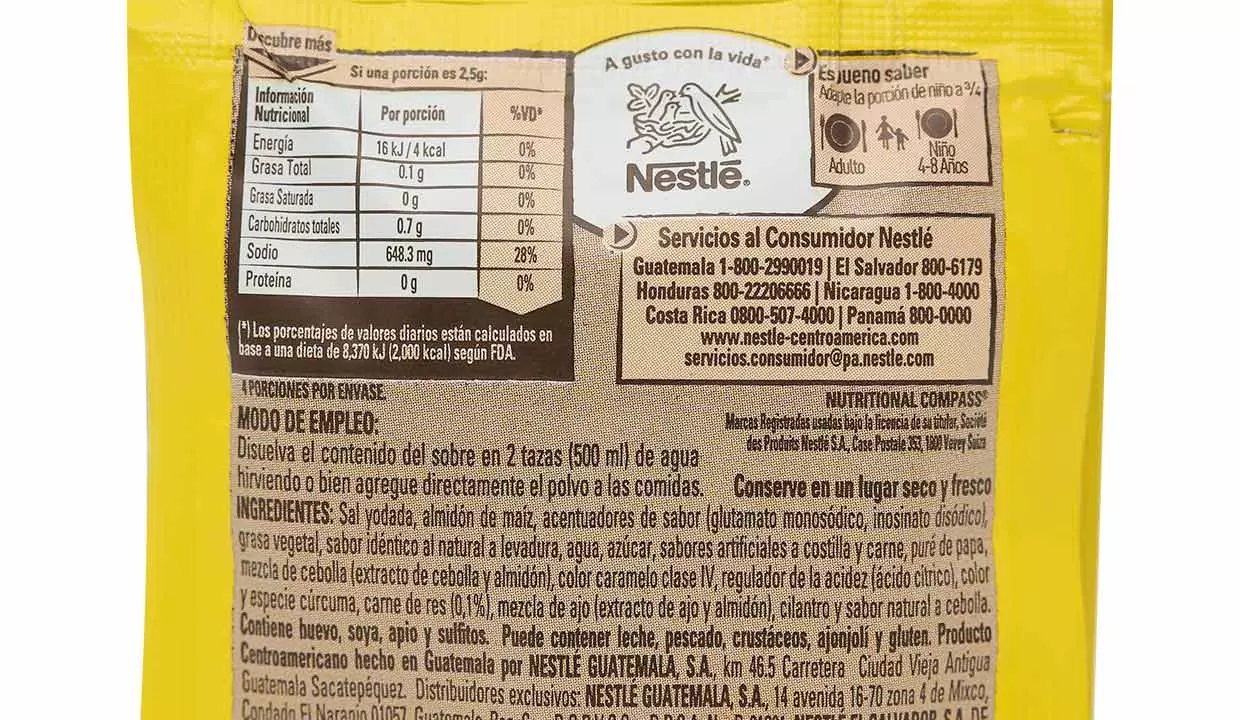 Descubre más
Si una porción es 2,5g:
Información
Nutricional
Por porción
%VD*
Energía 16 kJ / 4 kcal 0%
Grasa Total 0.1 g 0%
Grasa Saturada 0 g 0%
Carbohidratos totales 0.7 g 0%
Sodio 648.3 mg 28%
Proteína 0 g 0%
(*) Los porcentajes de valores diarios están calculados en
base a una dieta de 8,370 kJ (2,000 kcal) según FDA.
A gusto con la vida*
Nestlé®
Es bueno saber
Adapte la porción de niño a 3/4
Adulto
Niño
4-8 Años
Servicios al Consumidor Nestlé
Guatemala 1-800-2990019 | El Salvador 800-6179
Honduras 800-22206666 | Nicaragua 1-800-4000
Costa Rica 0800-507-4000 | Panamá 800-0000
www.nestle-centroamerica.com
servicios.consumidor@pa.nestle.com
NUTRITIONAL COMPASS®
Marcas Registradas usadas bajo la licencia de su titular, Société
des Produits Nestlé S.A., Case Postale 353, 1800 Vevey Suiza
4 PORCIONES POR ENVASE.
MODO DE EMPLEO:
Disuelva el contenido del sobre en 2 tazas (500 ml) de agua
hirviendo o bien agregue directamente el polvo a las comidas. Conserve en un lugar seco y fresco
INGREDIENTES: Sal yodada, almidón de maíz, acentuadores de sabor (glutamato monosódico, inosinato disódico),
grasa vegetal, sabor idéntico al natural a levadura, agua, azúcar, sabores artificiales a costilla y carne, puré de papa,
mezcla de cebolla (extracto de cebolla y almidón), color caramelo clase IV, regulador de la acidez (ácido cítrico), color
y especie cúrcuma, carne de res (0,1%), mezcla de ajo (extracto de ajo y almidón), cilantro y sabor natural a cebolla.
Contiene huevo, soya, apio y sulfitos. Puede contener leche, pescado, crustáceos, ajonjolí y gluten. Producto
Centroamericano hecho en Guatemala por NESTLÉ GUATEMALA, S.A., km 46.5 Carretera Ciudad Vieja Antigua
Guatemala Sacatepéquez. Distribuidores exclusivos: NESTLÉ GUATEMALA, S.A., 14 avenida 16-70 zona 4 de Mixco,
Condado El Naranjo 01057, Guatemala NESTLÉ EL SALVADOR, S.A. DE